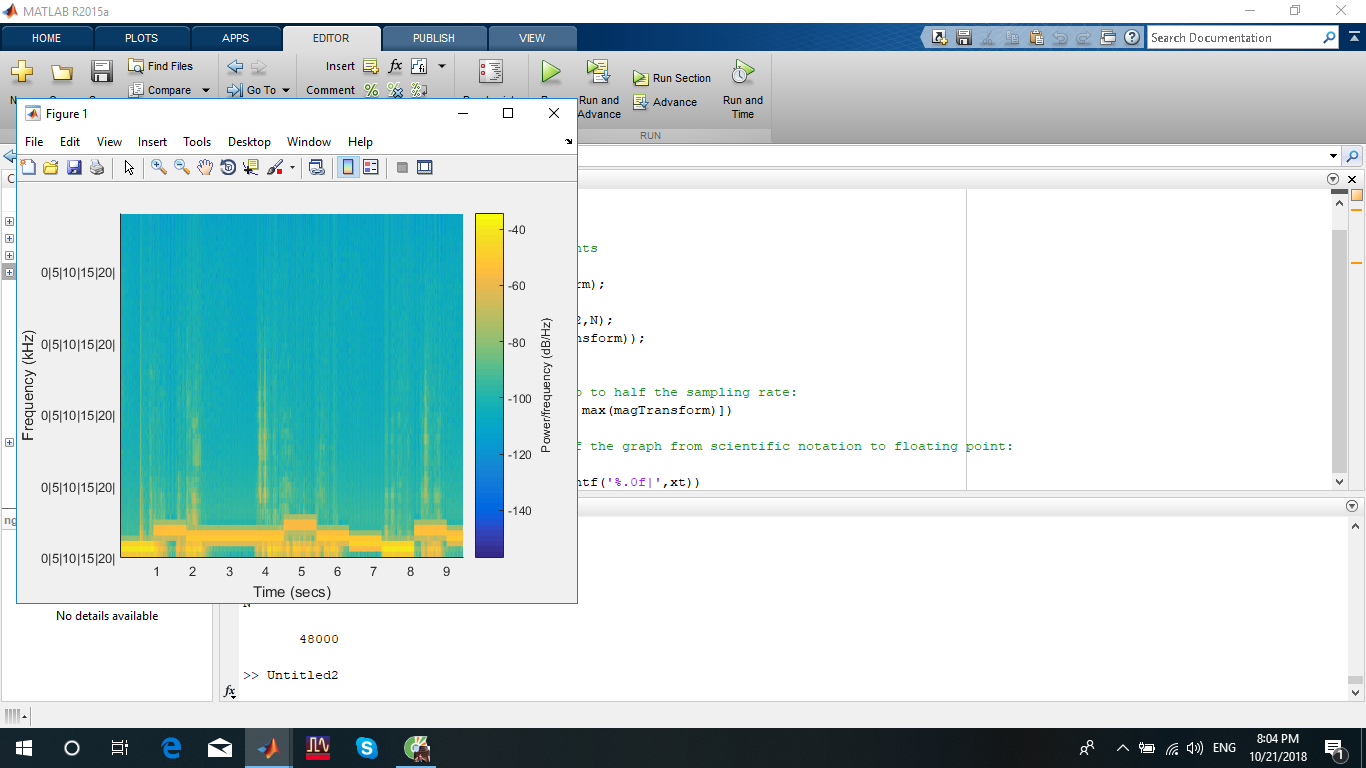 MATLAB R2015a
HOME PLOTS APPS EDITOR PUBLISH VIEW
Search Documentation
Find Files
Insert
fx
Compare
Go To
Comment
Run Section
Advance
Run and Advance
Run and Time
RUN
Figure 1
File Edit View Insert Tools Desktop Window Help
0|5|10|15|20|
0|5|10|15|20|
0|5|10|15|20|
0|5|10|15|20|
0|5|10|15|20|
Frequency (kHz)
1 2 3 4 5 6 7 8 9
Time (secs)
-40
-60
-80
-100
-120
-140
Power/frequency (dB/Hz)
nts
rm);
2,N);
nsform));
o to half the sampling rate:
max(magTransform)])
f the graph from scientific notation to floating point:
ntf('%.0f|',xt))
No details available
48000
>> Untitled2
fx
ENG
8:04 PM
10/21/2018
1